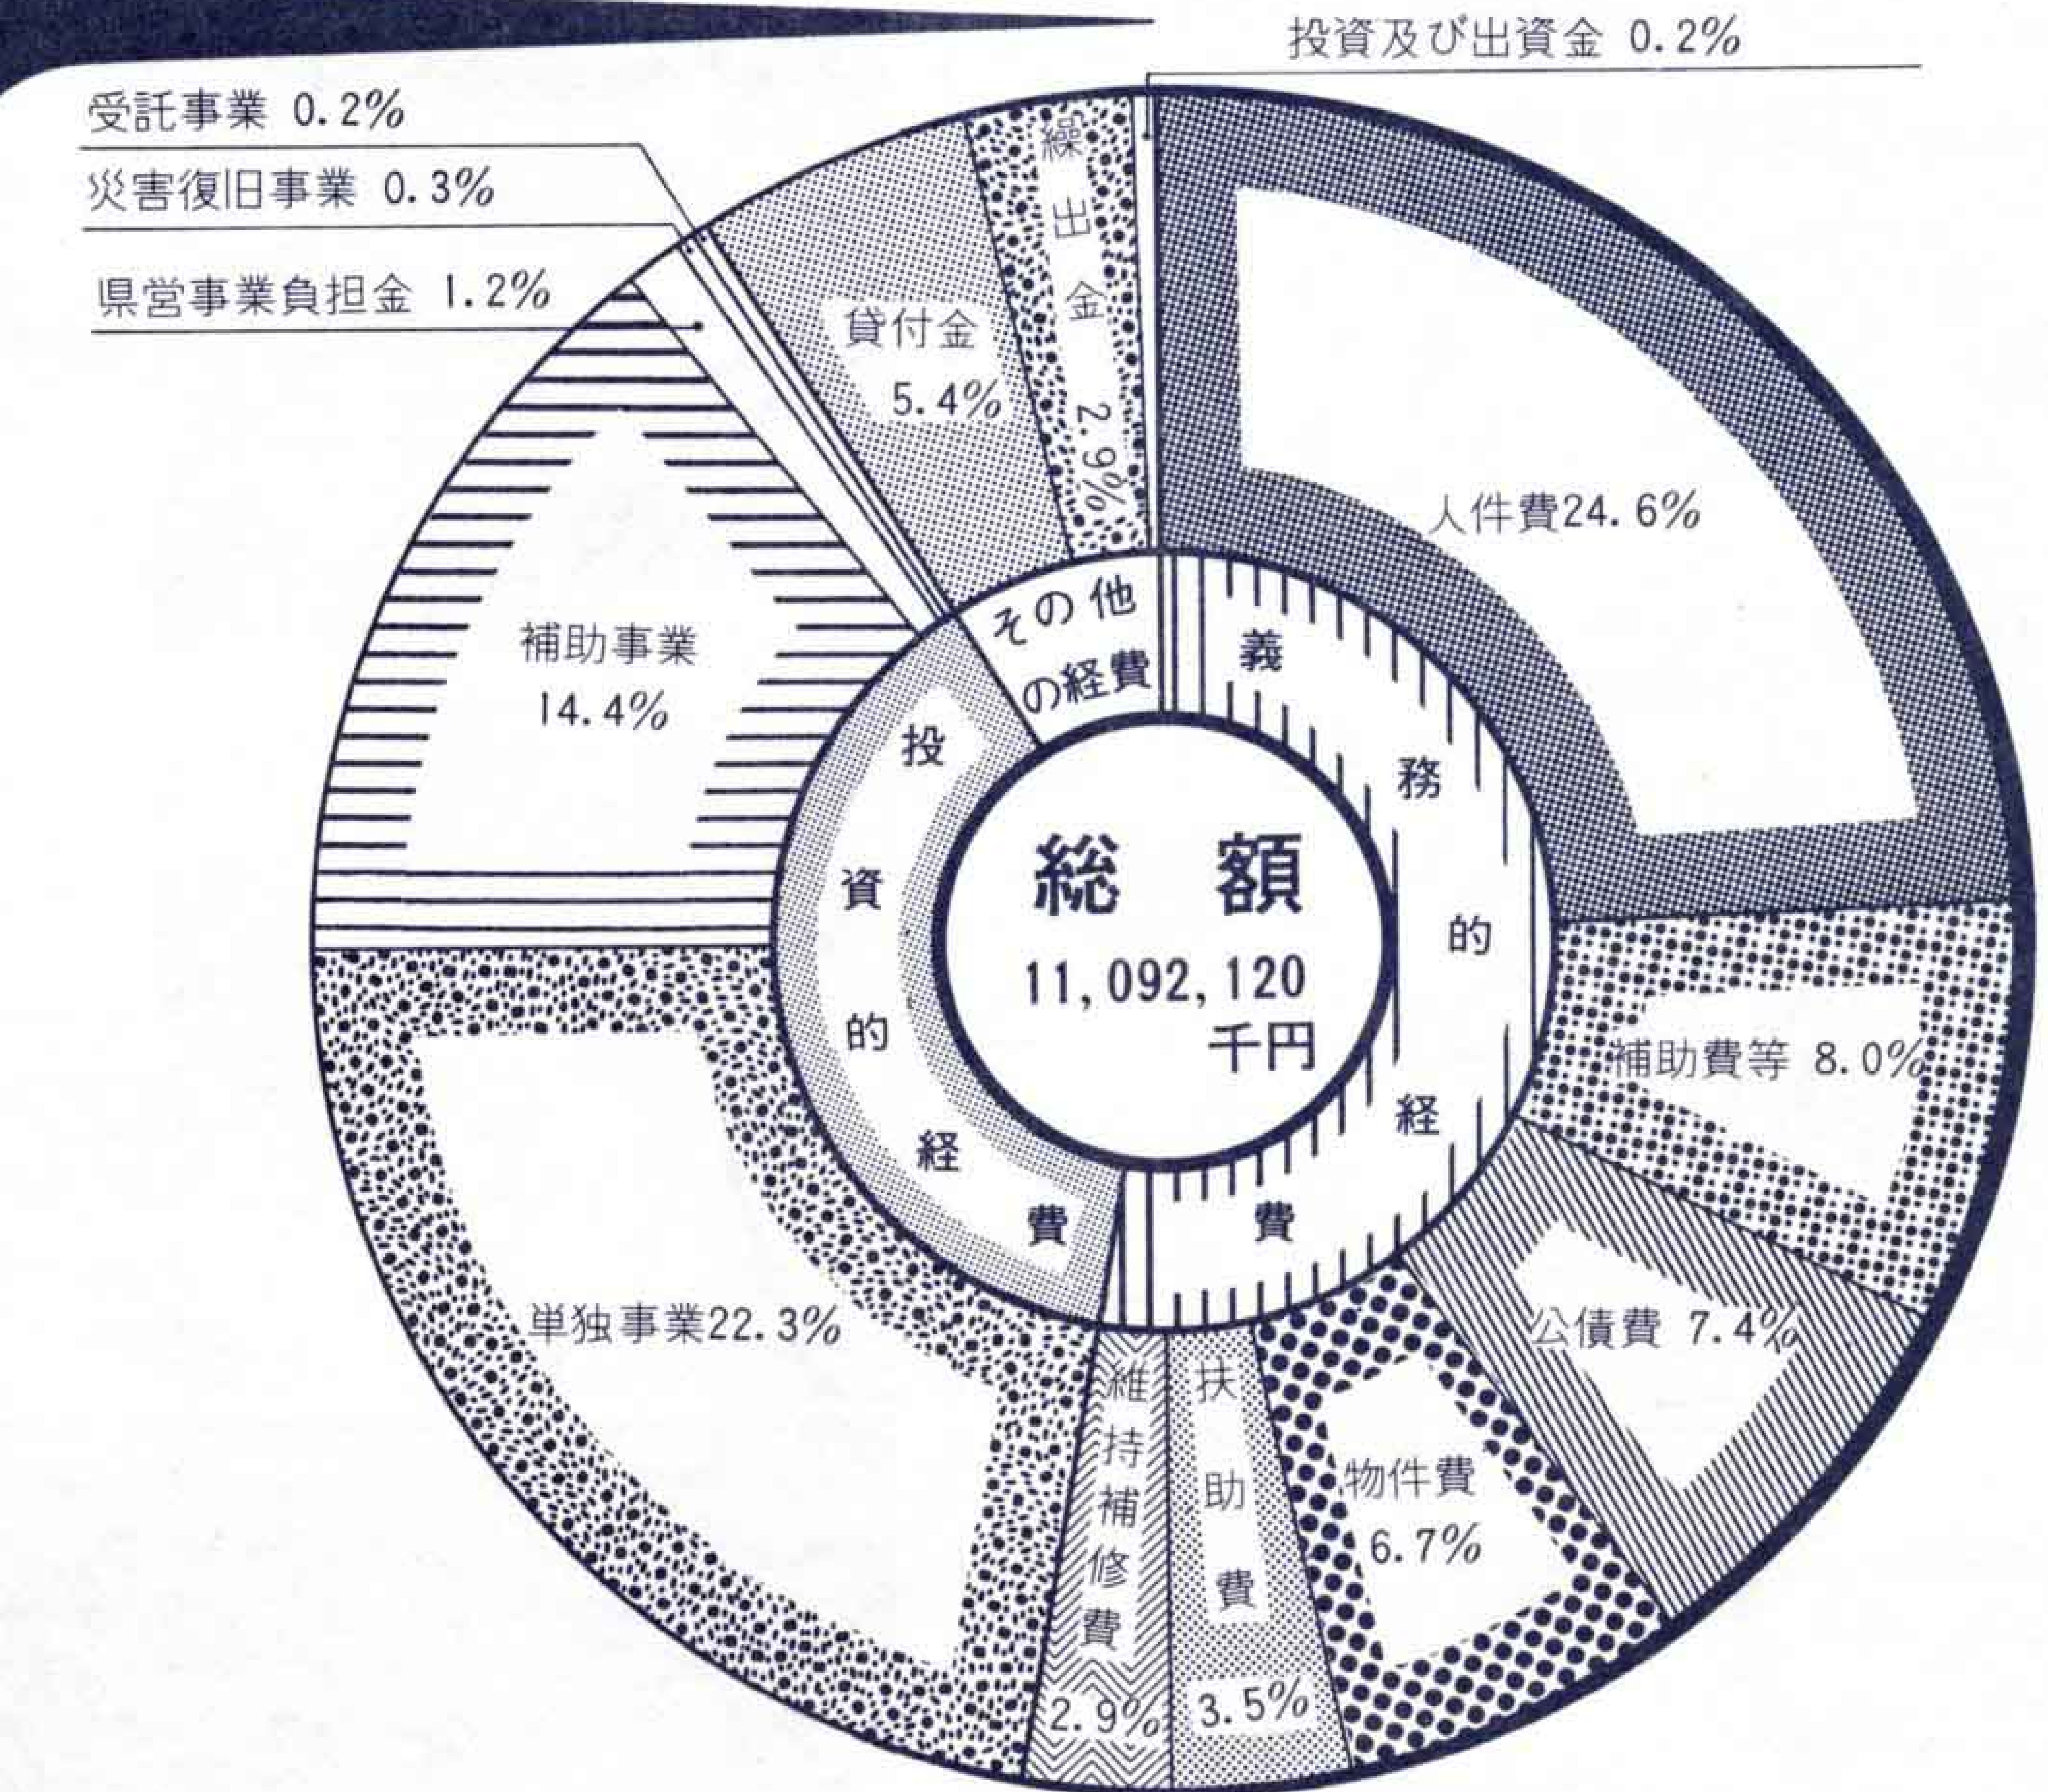 投資及び出資金 0.2%
受託事業 0.2%
災害復旧事業 0.3%
県営事業負担金 1.2%
繰出金 2.9%
貸付金
5.4%
人件費24.6%
補助事業
14.4%
その他
の経費
義務的経費
投資的経費
総額
11,092,120
千円
補助費等 8.0%
公債費 7.4%
物件費
6.7%
扶助費
3.5%
維持補修費
2.9%
単独事業22.3%